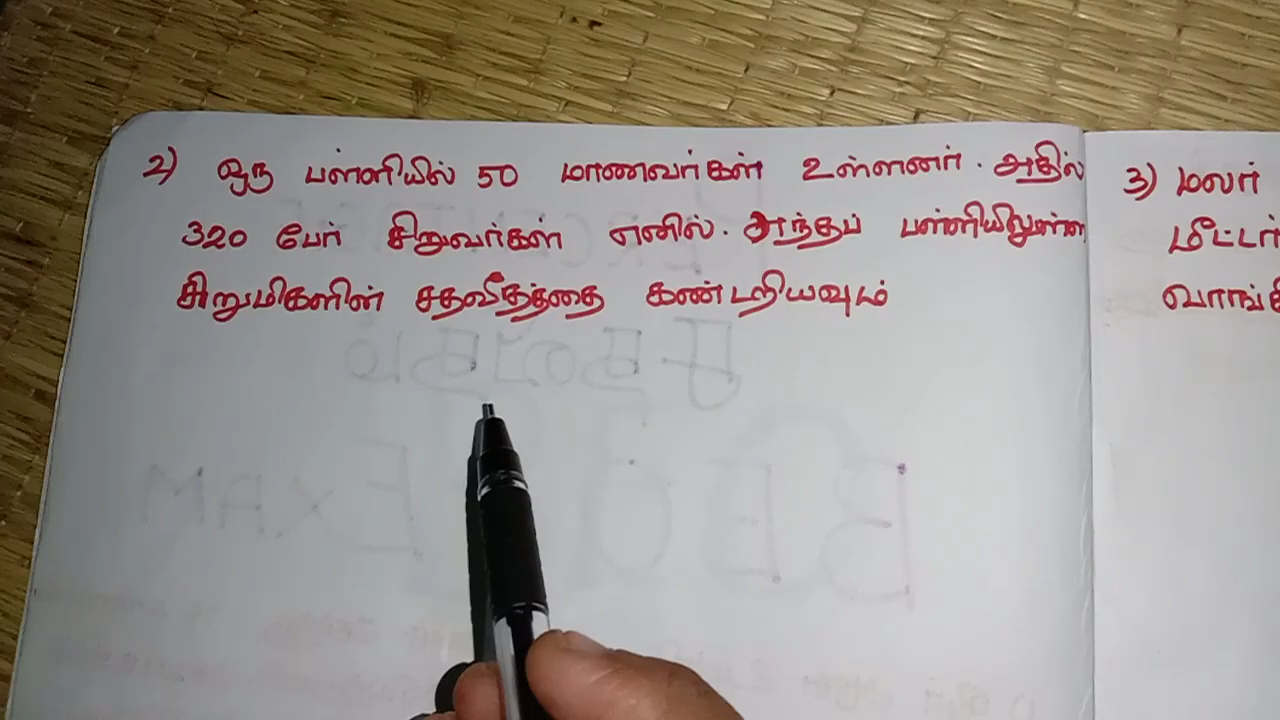 2) ஒரு பள்ளியில் 50 மாணவர்கள் உள்ளனர். அதில்
320 பேர் சிறுவர்கள் எனில். அந்தப் பள்ளியிலுள்ள
சிறுமிகளின் சதவீதத்தை கண்டறியவும்
3) மலர்
மீட்டர்